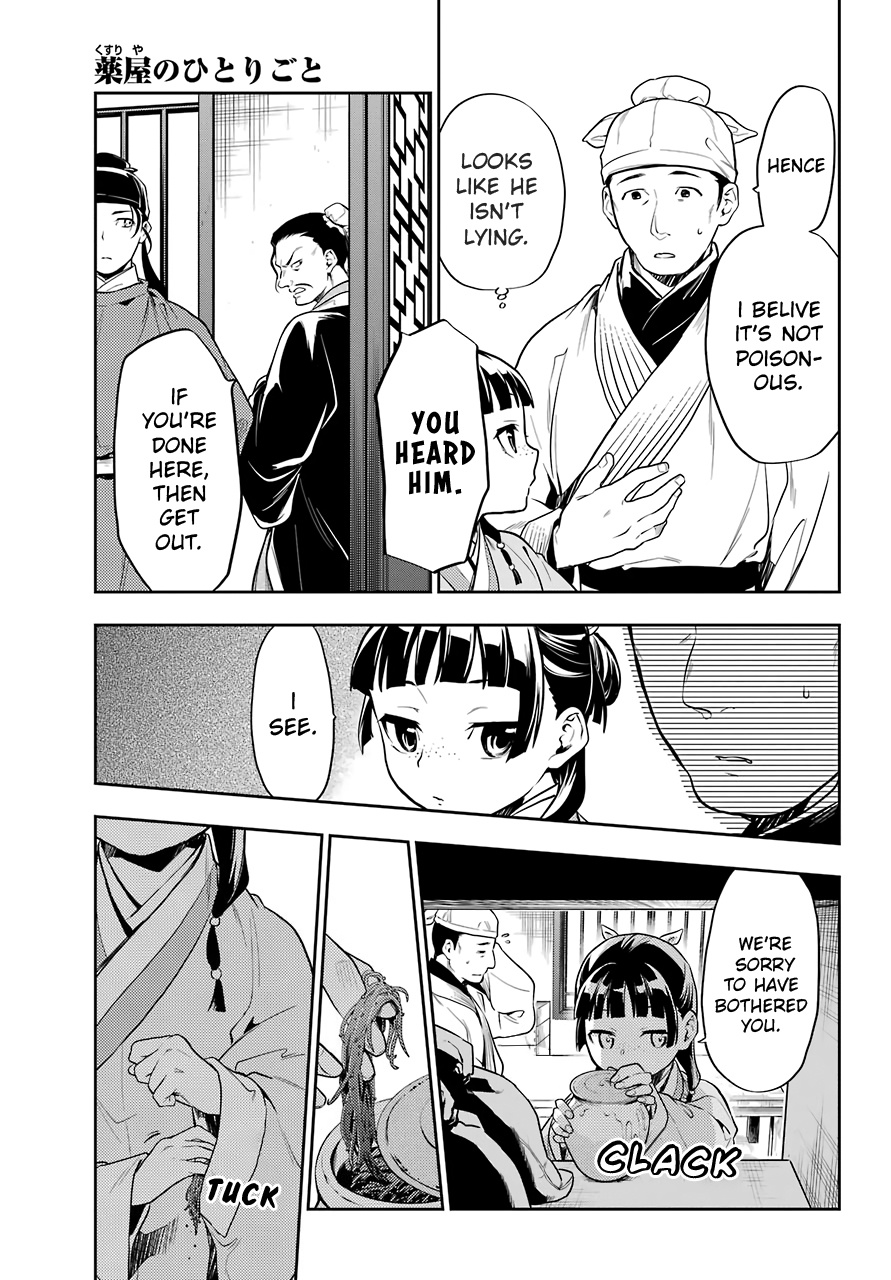 くすり や
薬屋のひとりごと
HENCE
I BELIVE
IT'S NOT
POISON-
OUS.
LOOKS
LIKE HE
ISN'T
LYING.
YOU
HEARD
HIM.
IF
YOU'RE
DONE
HERE,
THEN
GET
OUT.
I
SEE.
WE'RE
SORRY
TO HAVE
BOTHERED
YOU.
CLACK
TUCK